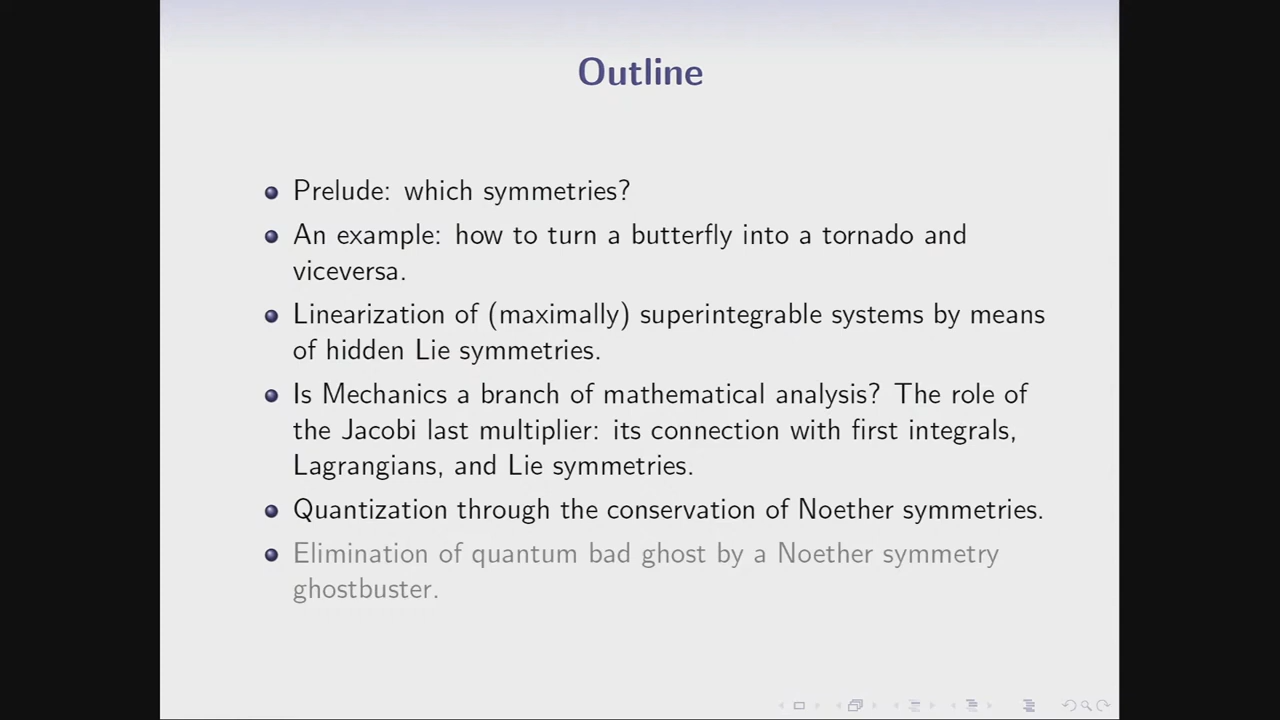 Outline
Prelude: which symmetries?
An example: how to turn a butterfly into a tornado and
viceversa.
Linearization of (maximally) superintegrable systems by means
of hidden Lie symmetries.
Is Mechanics a branch of mathematical analysis? The role of
the Jacobi last multiplier: its connection with first integrals,
Lagrangians, and Lie symmetries.
Quantization through the conservation of Noether symmetries.
Elimination of quantum bad ghost by a Noether symmetry
ghostbuster.